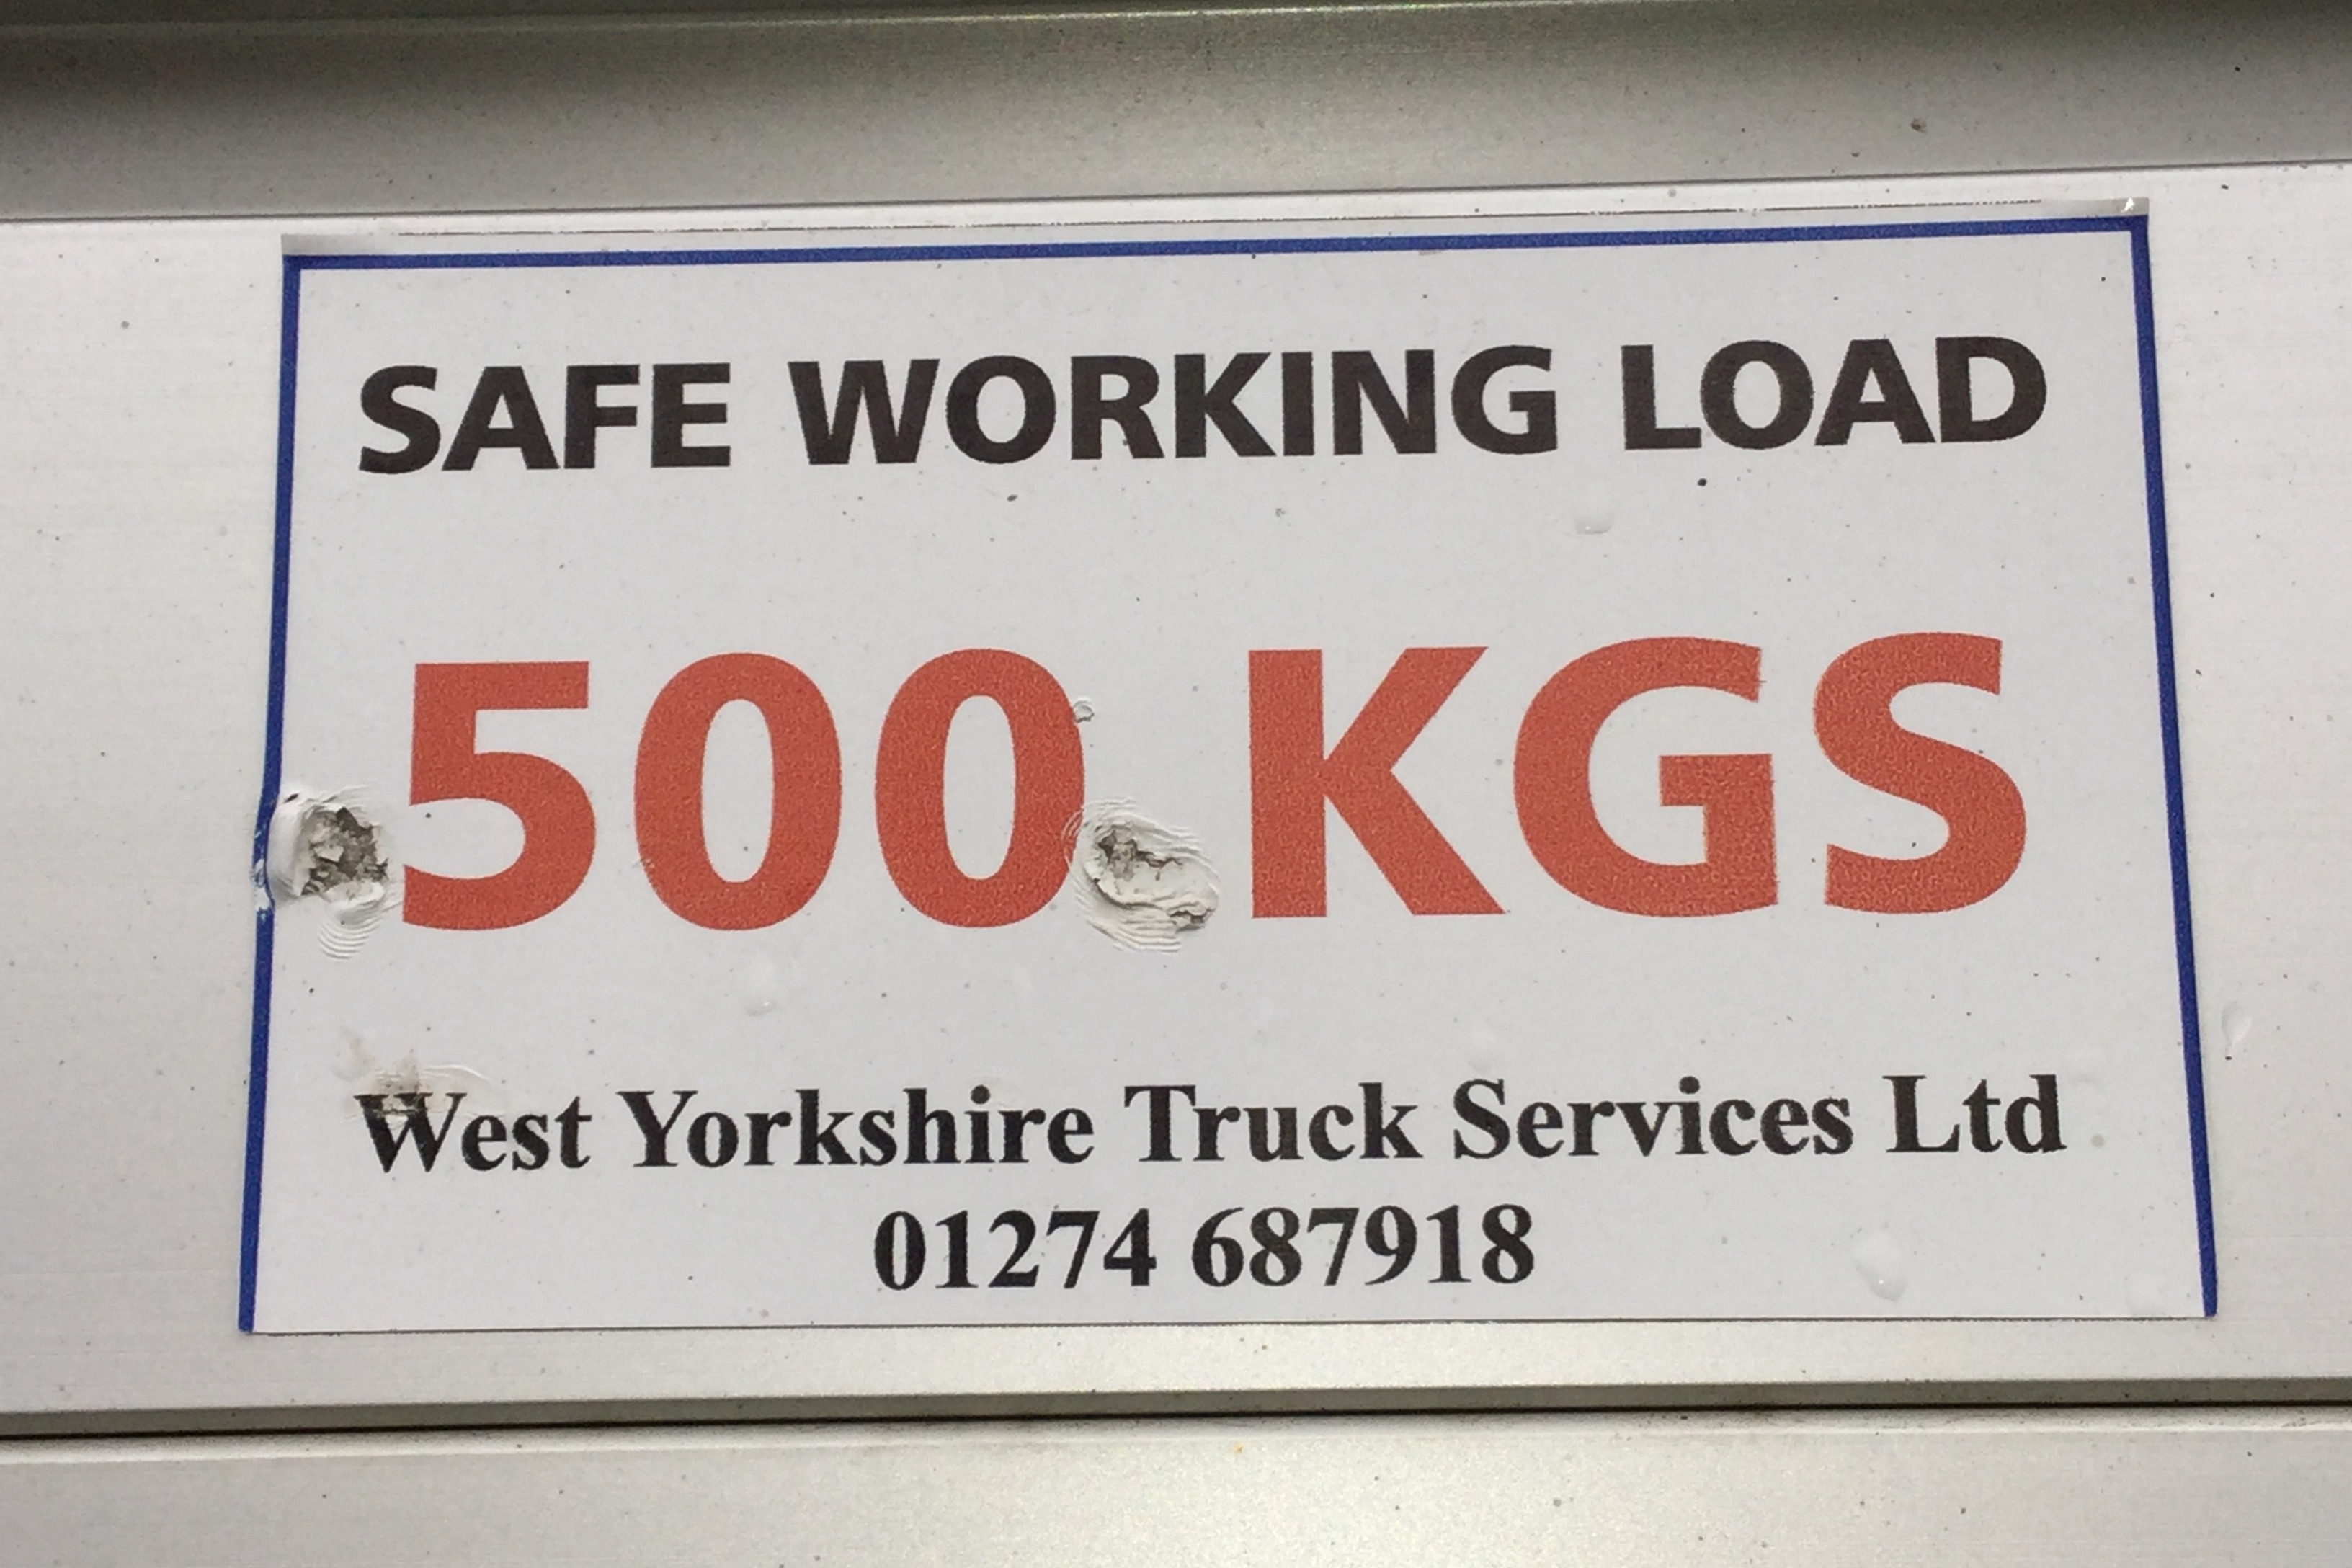 SAFE WORKING LOAD
500 KGS
West Yorkshire Truck Services Ltd
01274 687918